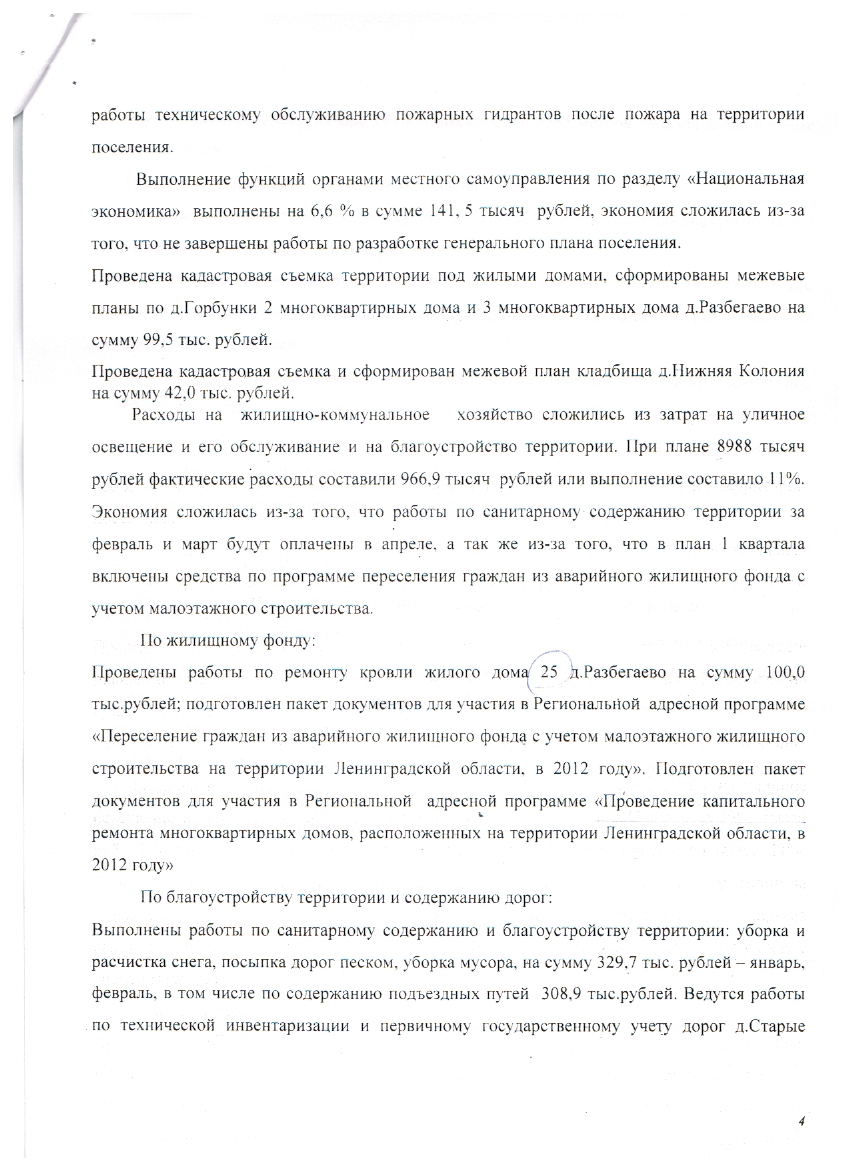 работы техническому обслуживанию пожарных гидрантов после пожара на территории
поселения.
Выполнение функций органами местного самоуправления по разделу «Национальная
экономика» выполнены на 6,6 % в сумме 141, 5 тысяч рублей, экономия сложилась из-за
того, что не завершены работы по разработке генерального плана поселения.
Проведена кадастровая съемка территории под жилыми домами, сформированы межевые
планы по д.Горбунки 2 многоквартирных дома и 3 многоквартирных дома д.Разбегаево на
сумму 99,5 тыс. рублей.
Проведена кадастровая съемка и сформирован межевой план кладбища д.Нижняя Колония
на сумму 42,0 тыс. рублей.
Расходы на жилищно-коммунальное хозяйство сложились из затрат на уличное
освещение и его обслуживание и на благоустройство территории. При плане 8988 тысяч
рублей фактические расходы составили 966,9 тысяч рублей или выполнение составило 11%.
Экономия сложилась из-за того, что работы по санитарному содержанию территории за
февраль и март будут оплачены в апреле, а так же из-за того, что в план 1 квартала
включены средства по программе переселения граждан из аварийного жилищного фонда с
учетом малоэтажного строительства.
По жилищному фонду:
Проведены работы по ремонту кровли жилого дома 25 д.Разбегаево на сумму 100,0
тыс.рублей; подготовлен пакет документов для участия в Региональной адресной программе
«Переселение граждан из аварийного жилищного фонда с учетом малоэтажного жилищного
строительства на территории Ленинградской области, в 2012 году». Подготовлен пакет
документов для участия в Региональной адресной программе «Проведение капитального
ремонта многоквартирных домов, расположенных на территории Ленинградской области, в
2012 году»
По благоустройству территории и содержанию дорог:
Выполнены работы по санитарному содержанию и благоустройству территории: уборка и
расчистка снега, посыпка дорог песком, уборка мусора, на сумму 329,7 тыс. рублей – январь,
февраль, в том числе по содержанию подъездных путей 308,9 тыс.рублей. Ведутся работы
по технической инвентаризации и первичному государственному учету дорог д.Старые
4